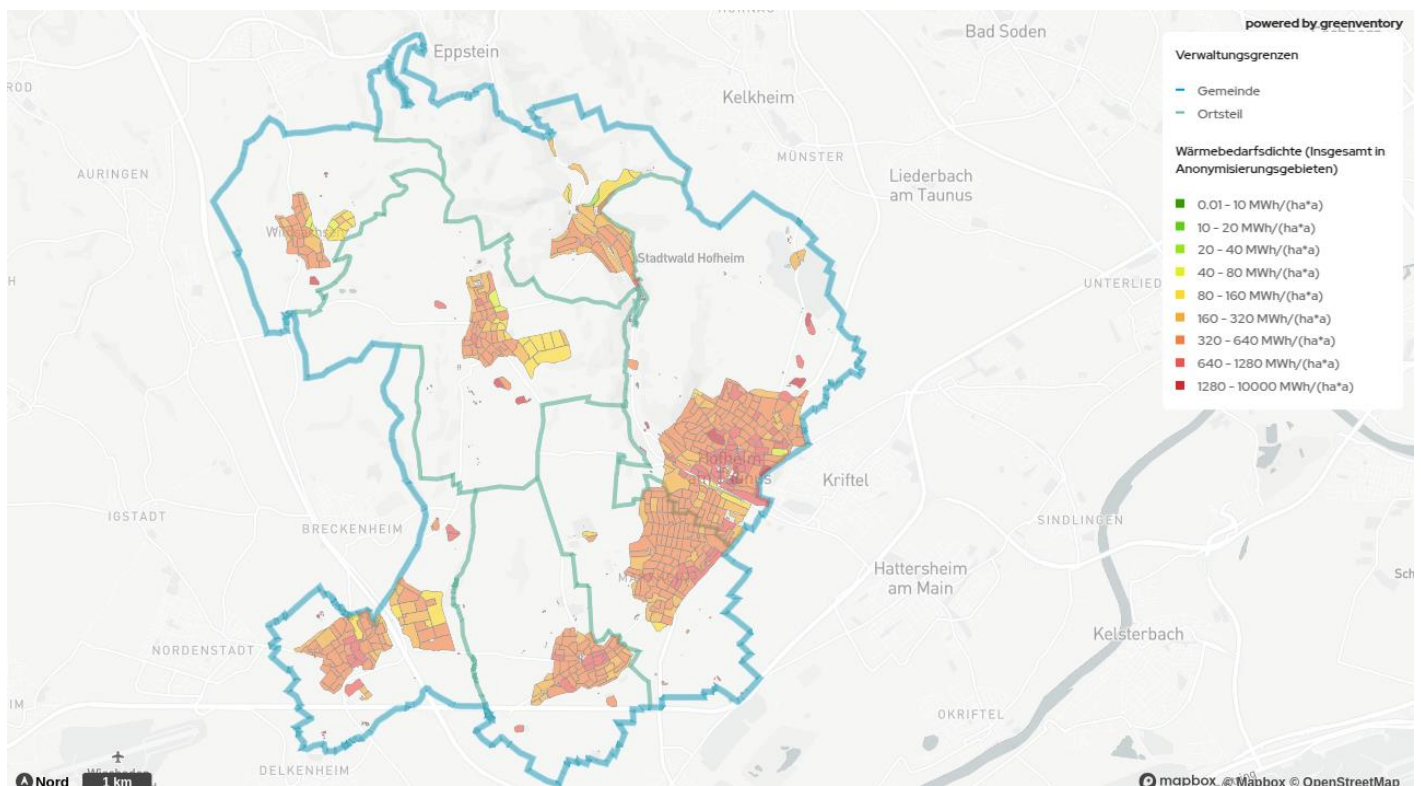 powered by greenventory
Eppstein
Bad Soden
Kelkheim
MÜNSTER
Liederbach
am Taunus
AURINGEN
Stadtwald Hofheim
UNTERLIED
Hofheim
am Taunus
Kriftel
IGSTADT
BRECKENHEIM
SINDLINGEN
Hattersheim
am Main
Kelsterbach
NORDENSTADT
OKRIFTEL
DELKENHEIM
Verwaltungsgrenzen
Gemeinde
Ortsteil
Wärmebedarfsdichte (Insgesamt in
Anonymisierungsgebieten)
0.01 - 10 MWh/(ha*a)
10 - 20 MWh/(ha*a)
20 - 40 MWh/(ha*a)
40 - 80 MWh/(ha*a)
80 - 160 MWh/(ha*a)
160 - 320 MWh/(ha*a)
320 - 640 MWh/(ha*a)
640 - 1280 MWh/(ha*a)
1280 - 10000 MWh/(ha*a)
Nord
1 km
mapbox © Mapbox © OpenStreetMap